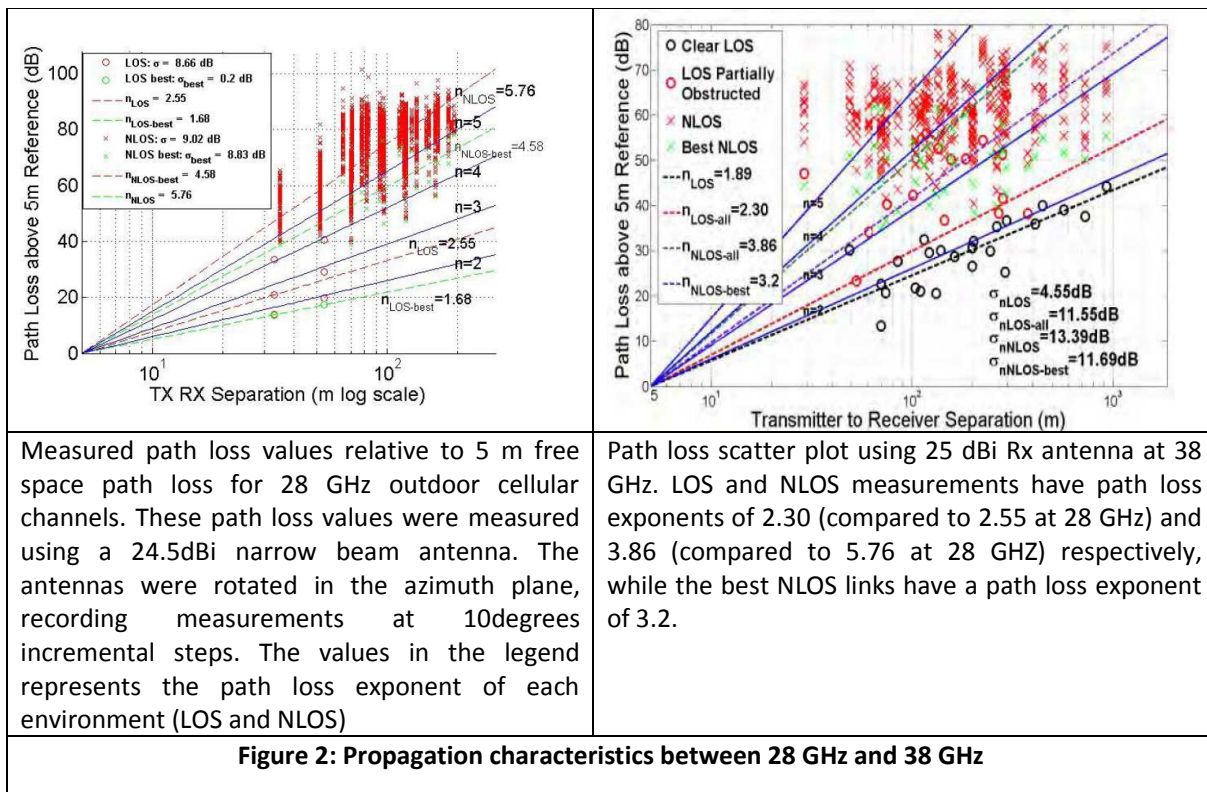 Path Loss above 5m Reference (dB)
100
80
60
40
20
0
LOS: σ = 8.66 dB
LOS best: σbest = 0.2 dB
nLOS = 2.55
nLOS-best = 1.68
NLOS: σ = 9.02 dB
NLOS best: σbest = 8.83 dB
nNLOS-best = 4.58
nNLOS = 5.76
nNLOS=5.76
n=5
nNLOS-best=4.58
n=4
n=3
nLOS=2.55
n=2
nLOS-best=1.68
10^1
10^2
TX RX Separation (m log scale)
Path Loss above 5m Reference (dB)
80
70
60
50
40
30
20
10
0
Clear LOS
LOS Partially
Obstructed
NLOS
Best NLOS
nLOS=1.89
nLOS-all=2.30
nNLOS-all=3.86
nNLOS-best=3.2
n=5
n=4
n=3
n=2
σnLOS=4.55dB
σnLOS-all=11.55dB
σnNLOS=13.39dB
σnNLOS-best=11.69dB
5
10^1
10^2
10^3
Transmitter to Receiver Separation (m)
Measured path loss values relative to 5 m free
space path loss for 28 GHz outdoor cellular
channels. These path loss values were measured
using a 24.5dBi narrow beam antenna. The
antennas were rotated in the azimuth plane,
recording measurements at 10degrees
incremental steps. The values in the legend
represents the path loss exponent of each
environment (LOS and NLOS)
Path loss scatter plot using 25 dBi Rx antenna at 38
GHz. LOS and NLOS measurements have path loss
exponents of 2.30 (compared to 2.55 at 28 GHz) and
3.86 (compared to 5.76 at 28 GHZ) respectively,
while the best NLOS links have a path loss exponent
of 3.2.
Figure 2: Propagation characteristics between 28 GHz and 38 GHz